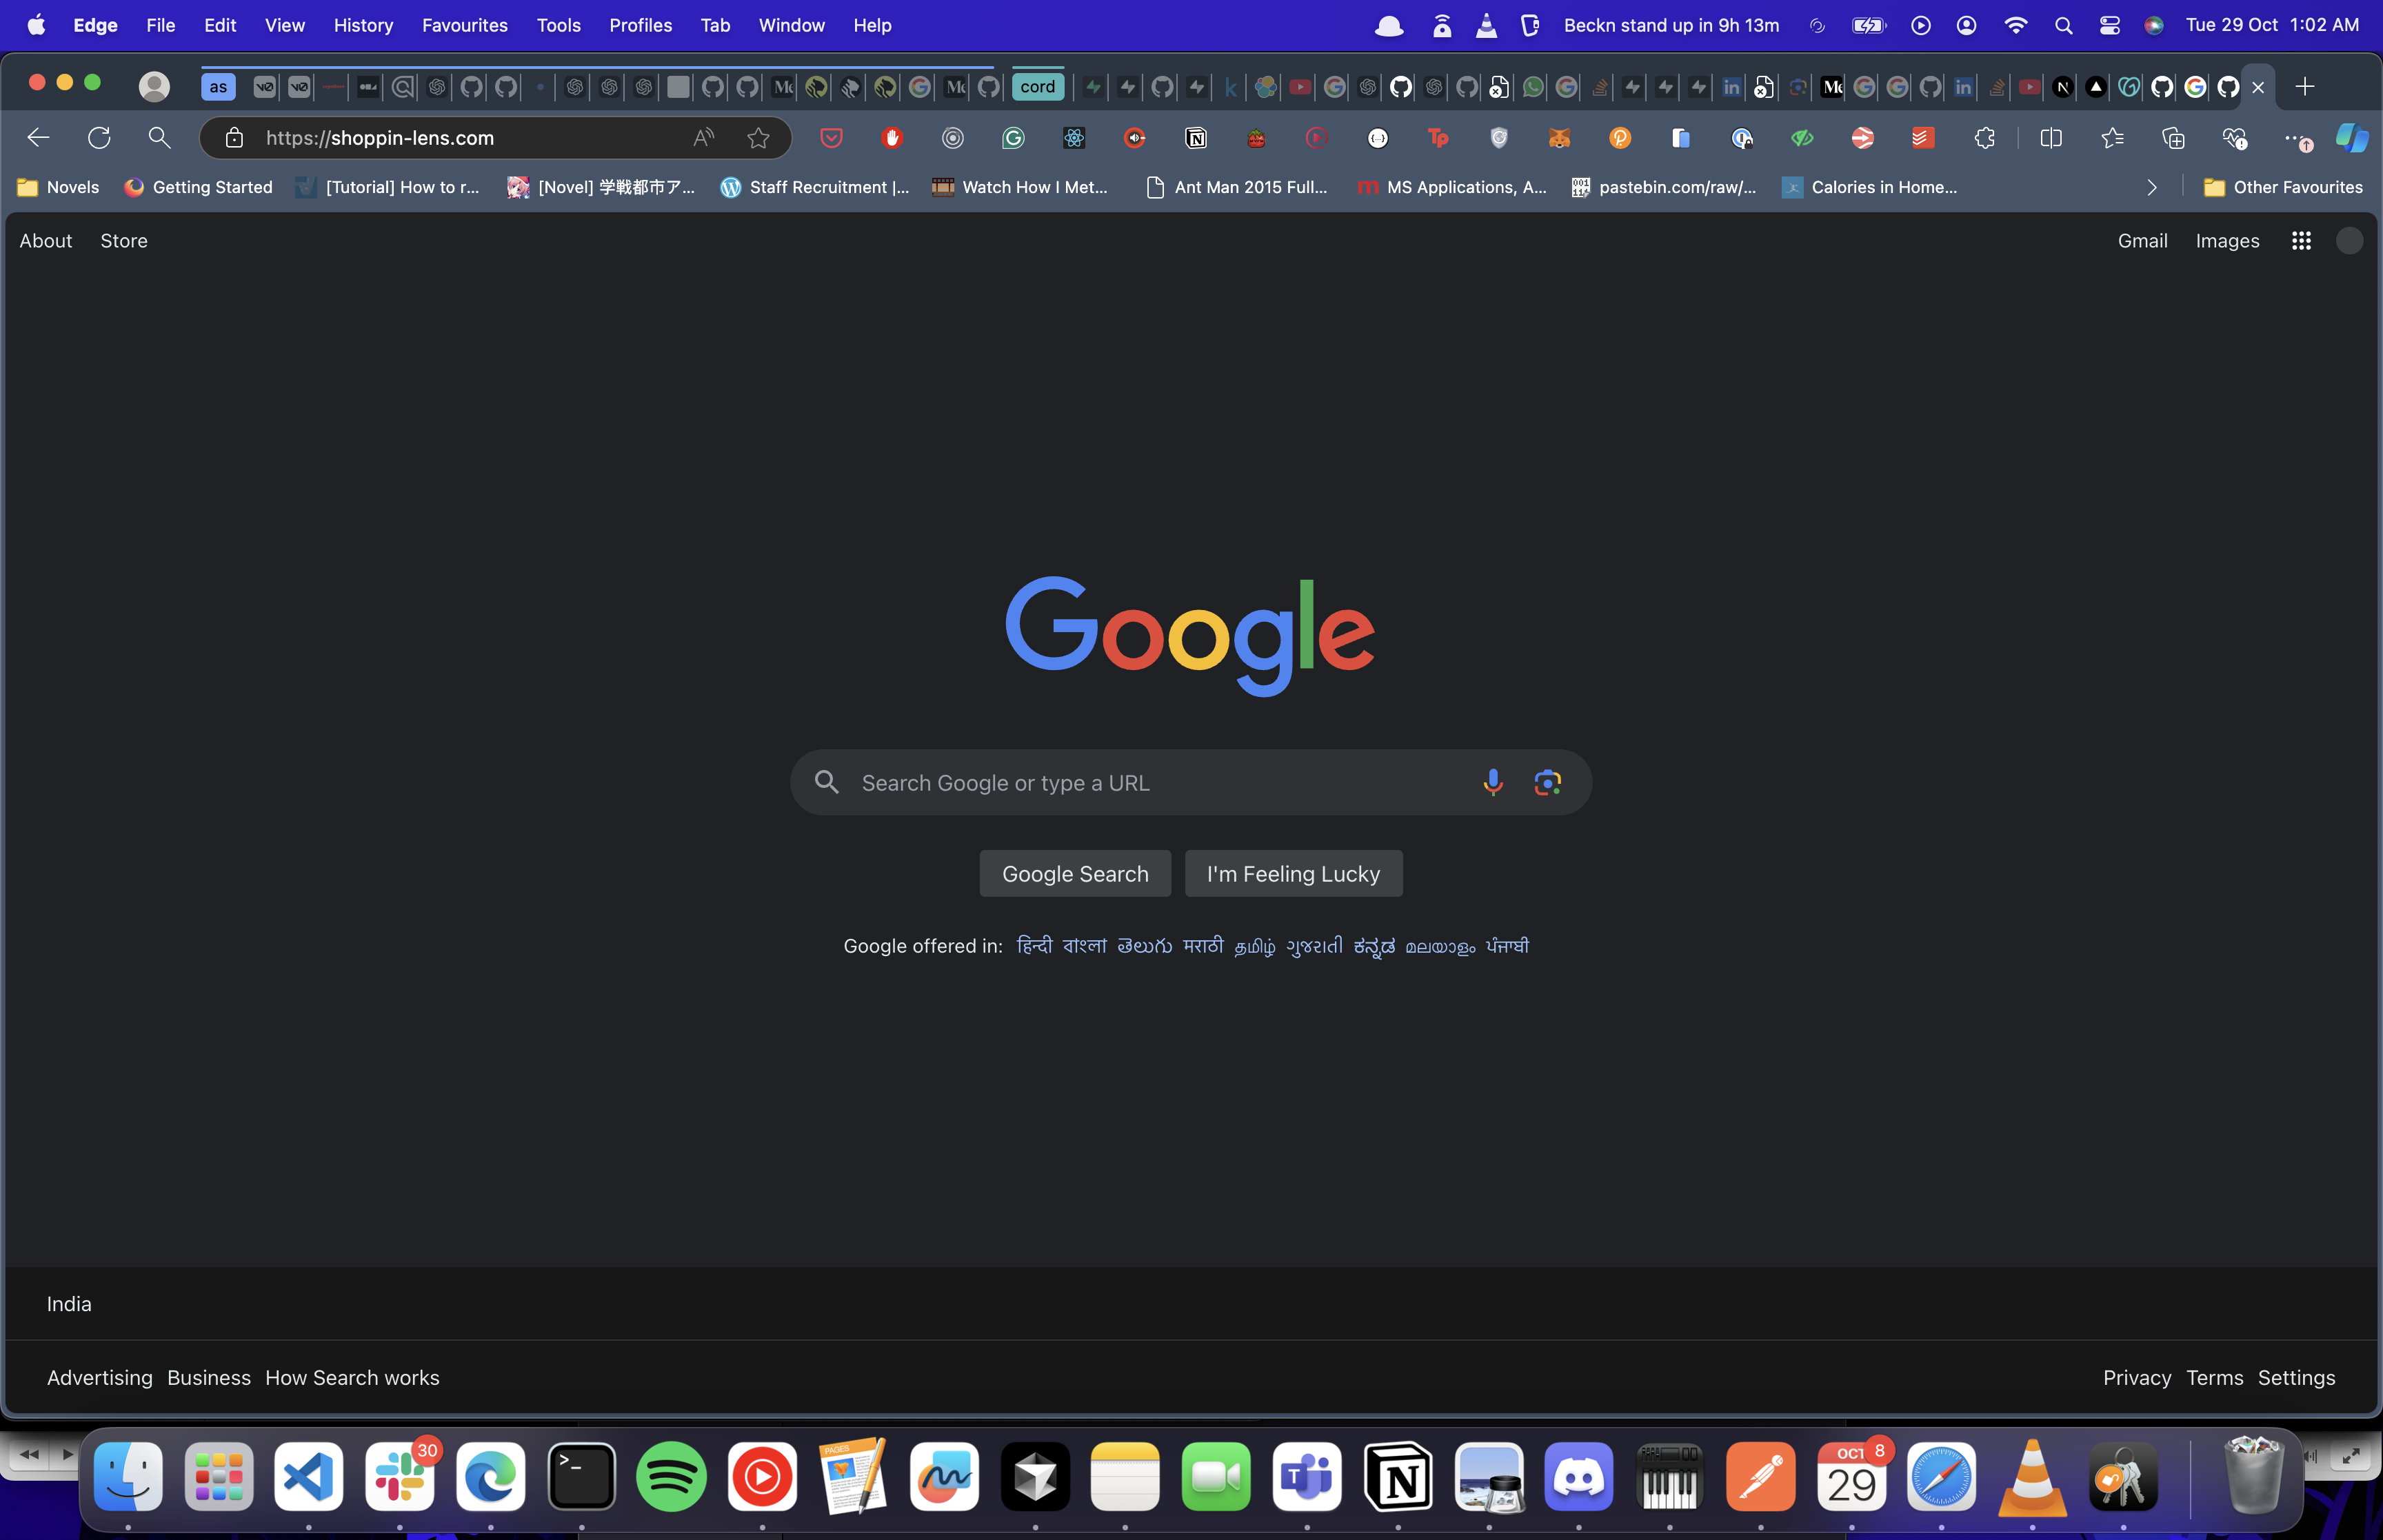 Edge File Edit View History Favourites Tools Profiles Tab Window Help Beckn stand up in 9h 13m Tue 29 Oct 1:02 AM
as cord
https://shoppin-lens.com
Novels Getting Started [Tutorial] How to r... [Novel] 学戦都市ア... Staff Recruitment |... Watch How I Met... Ant Man 2015 Full... MS Applications, A... pastebin.com/raw/... Calories in Home... Other Favourites
About Store Gmail Images
Google
Search Google or type a URL
Google Search I'm Feeling Lucky
Google offered in: हिन्दी বাংলা తెలుగు मराठी தமிழ் ગુજરાતી ಕನ್ನಡ മലയാളം ਪੰਜਾਬੀ
India
Advertising Business How Search works Privacy Terms Settings
30 PAGES OCT 8
29